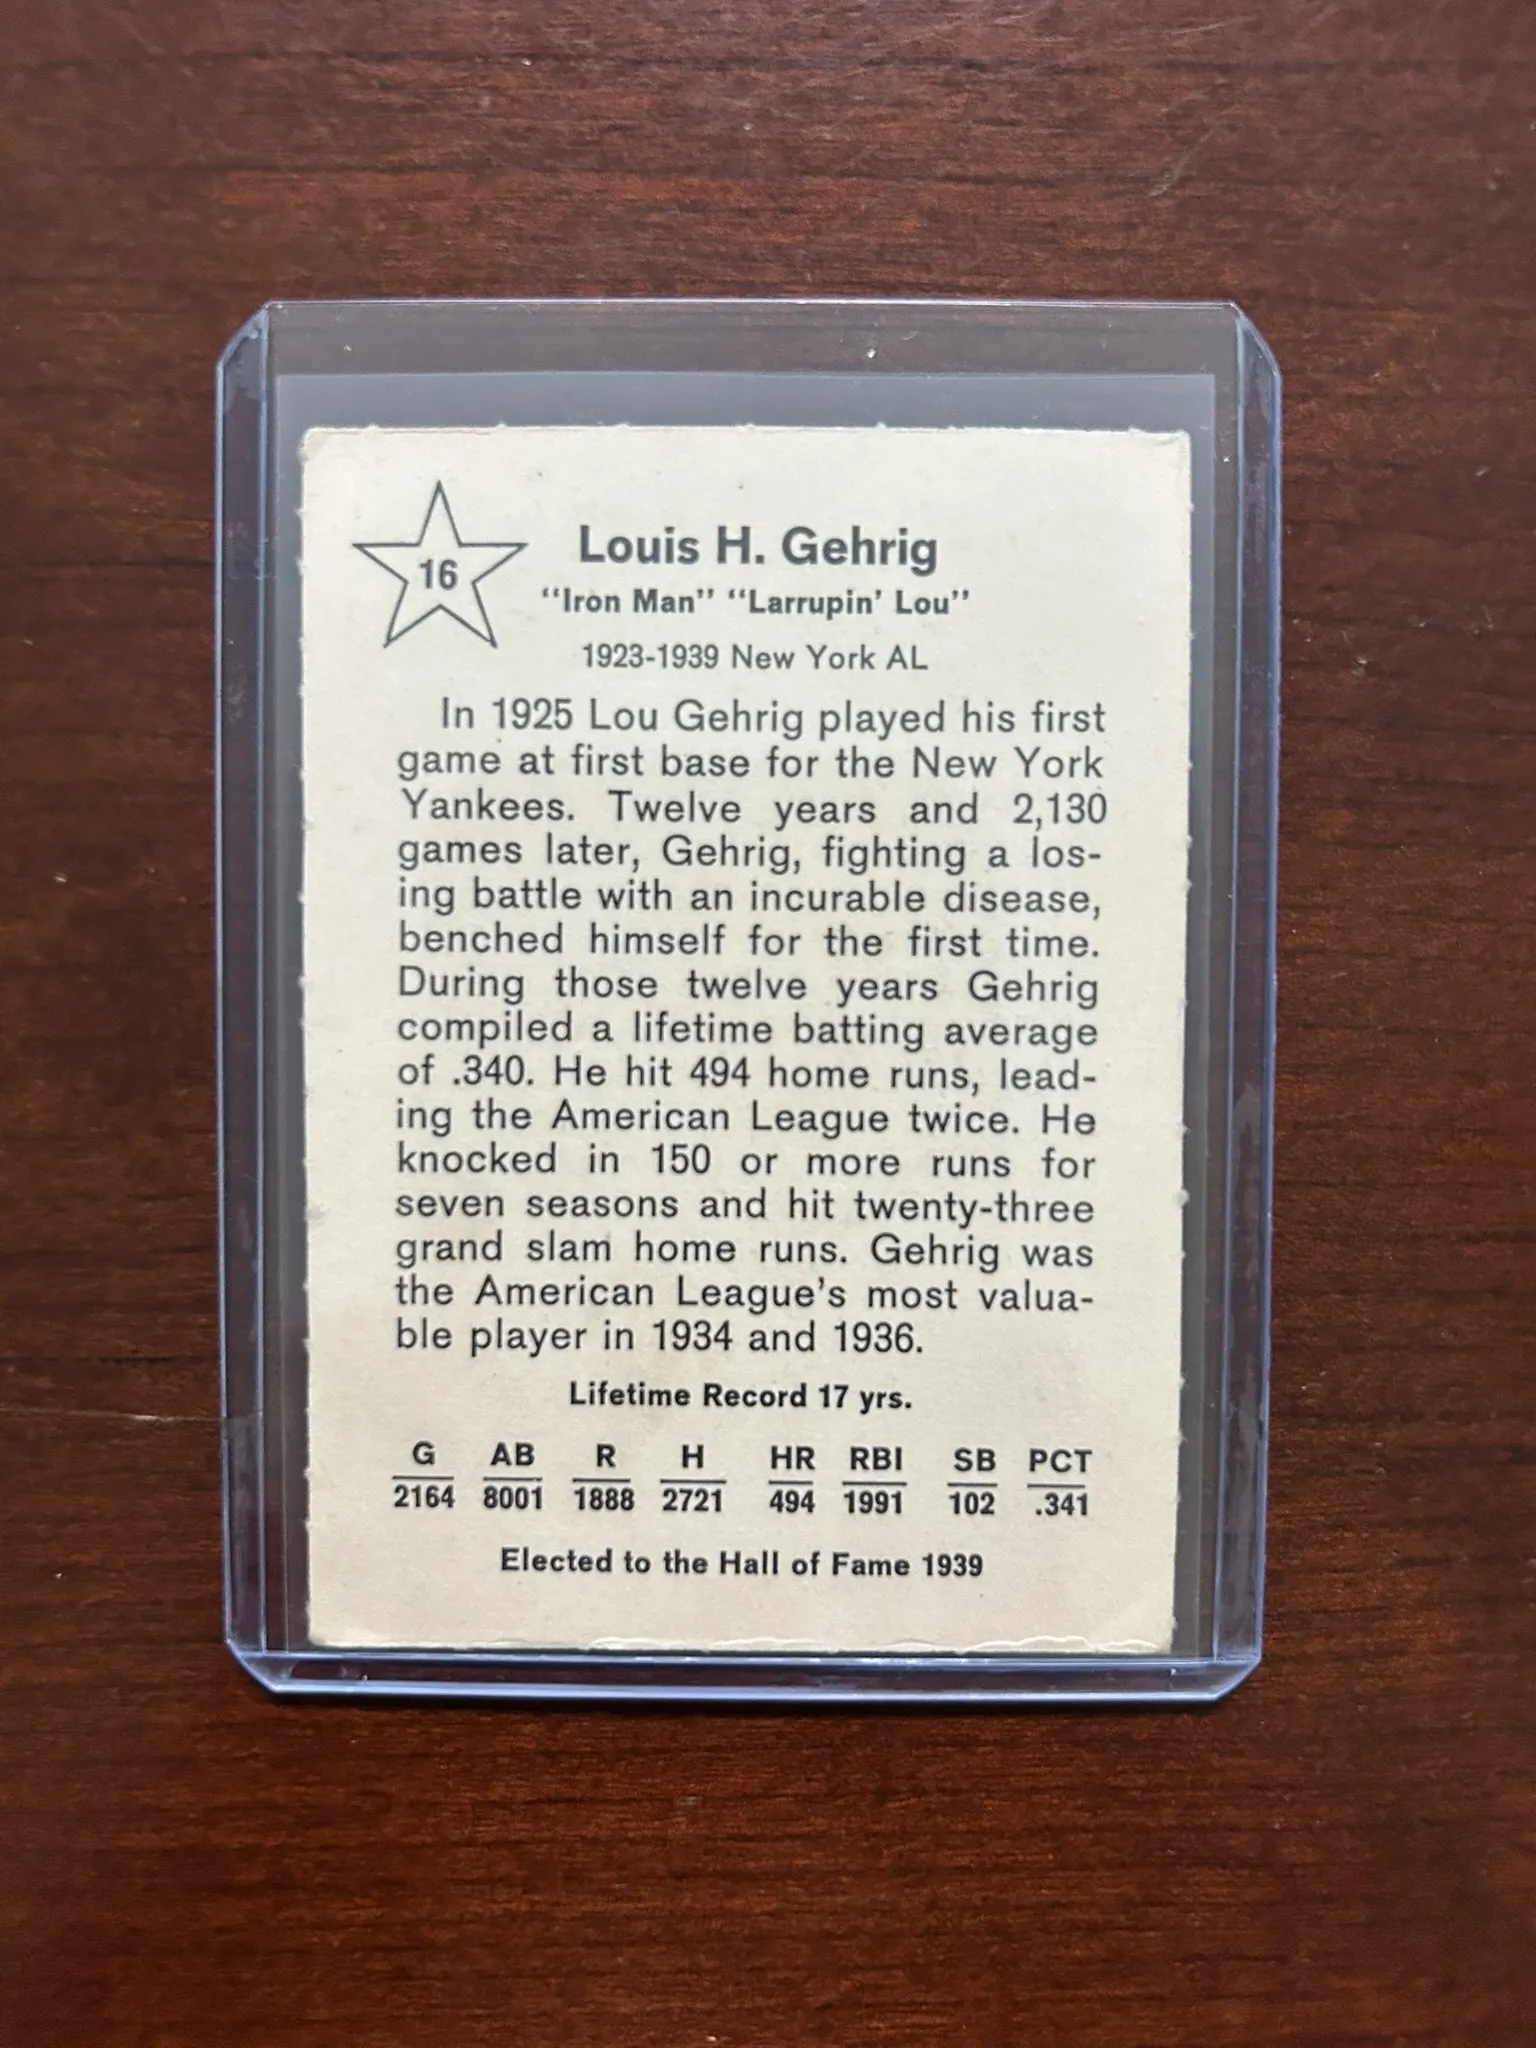 16
Louis H. Gehrig
“Iron Man” “Larrupin’ Lou”
1923-1939 New York AL
In 1925 Lou Gehrig played his first
game at first base for the New York
Yankees. Twelve years and 2,130
games later, Gehrig, fighting a los-
ing battle with an incurable disease,
benched himself for the first time.
During those twelve years Gehrig
compiled a lifetime batting average
of .340. He hit 494 home runs, lead-
ing the American League twice. He
knocked in 150 or more runs for
seven seasons and hit twenty-three
grand slam home runs. Gehrig was
the American League’s most valua-
ble player in 1934 and 1936.
Lifetime Record 17 yrs.
G AB R H HR RBI SB PCT
2164 8001 1888 2721 494 1991 102 .341
Elected to the Hall of Fame 1939